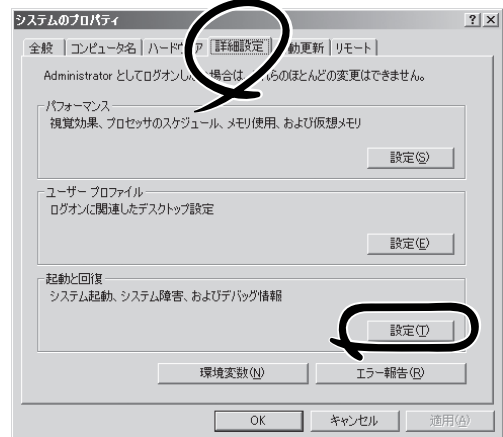 システムのプロパティ
全般 コンピュータ名 ハードウェア 詳細設定 動更新 リモート
Administrator としてログオンし 場合は、 らのほとんどの変更はできません。
パフォーマンス
視覚効果、プロセッサのスケジュール、メモリ使用、および仮想メモリ
設定(S)
ユーザー プロファイル
ログオンに関連したデスクトップ設定
設定(E)
起動と回復
システム起動、システム障害、およびデバッグ情報
設定(T)
環境変数(N) エラー報告(R)
OK キャンセル 適用(A)